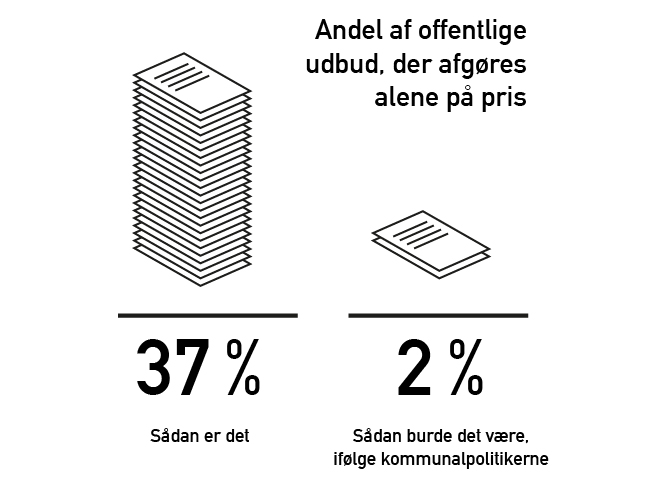 Andel af offentlige
udbud, der afgøres
alene på pris
37 %
2 %
Sådan er det
Sådan burde det være,
ifølge kommunalpolitikerne